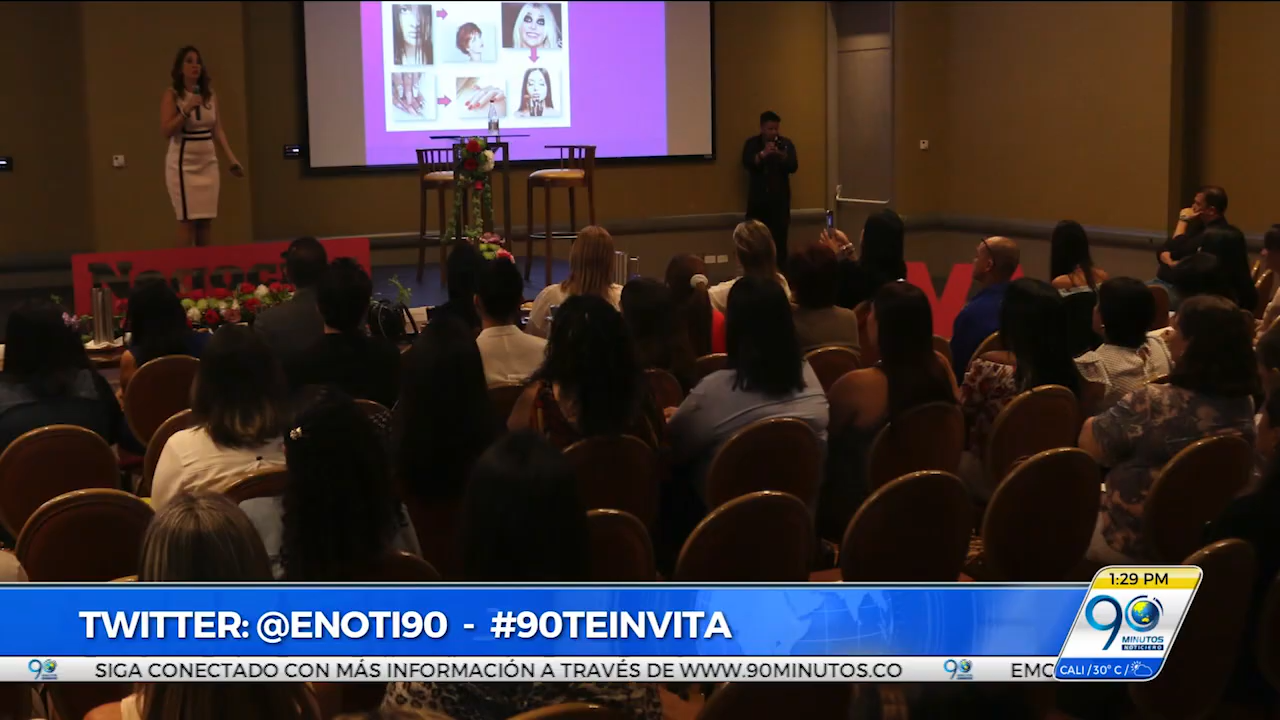 TWITTER: @ENOTI90 - #90TEINVITA
1:29 PM
90
MINUTOS
NOTICIERO
SIGA CONECTADO CON MÁS INFORMACIÓN A TRAVÉS DE WWW.90MINUTOS.CO
EMO
CALI / 30° C /